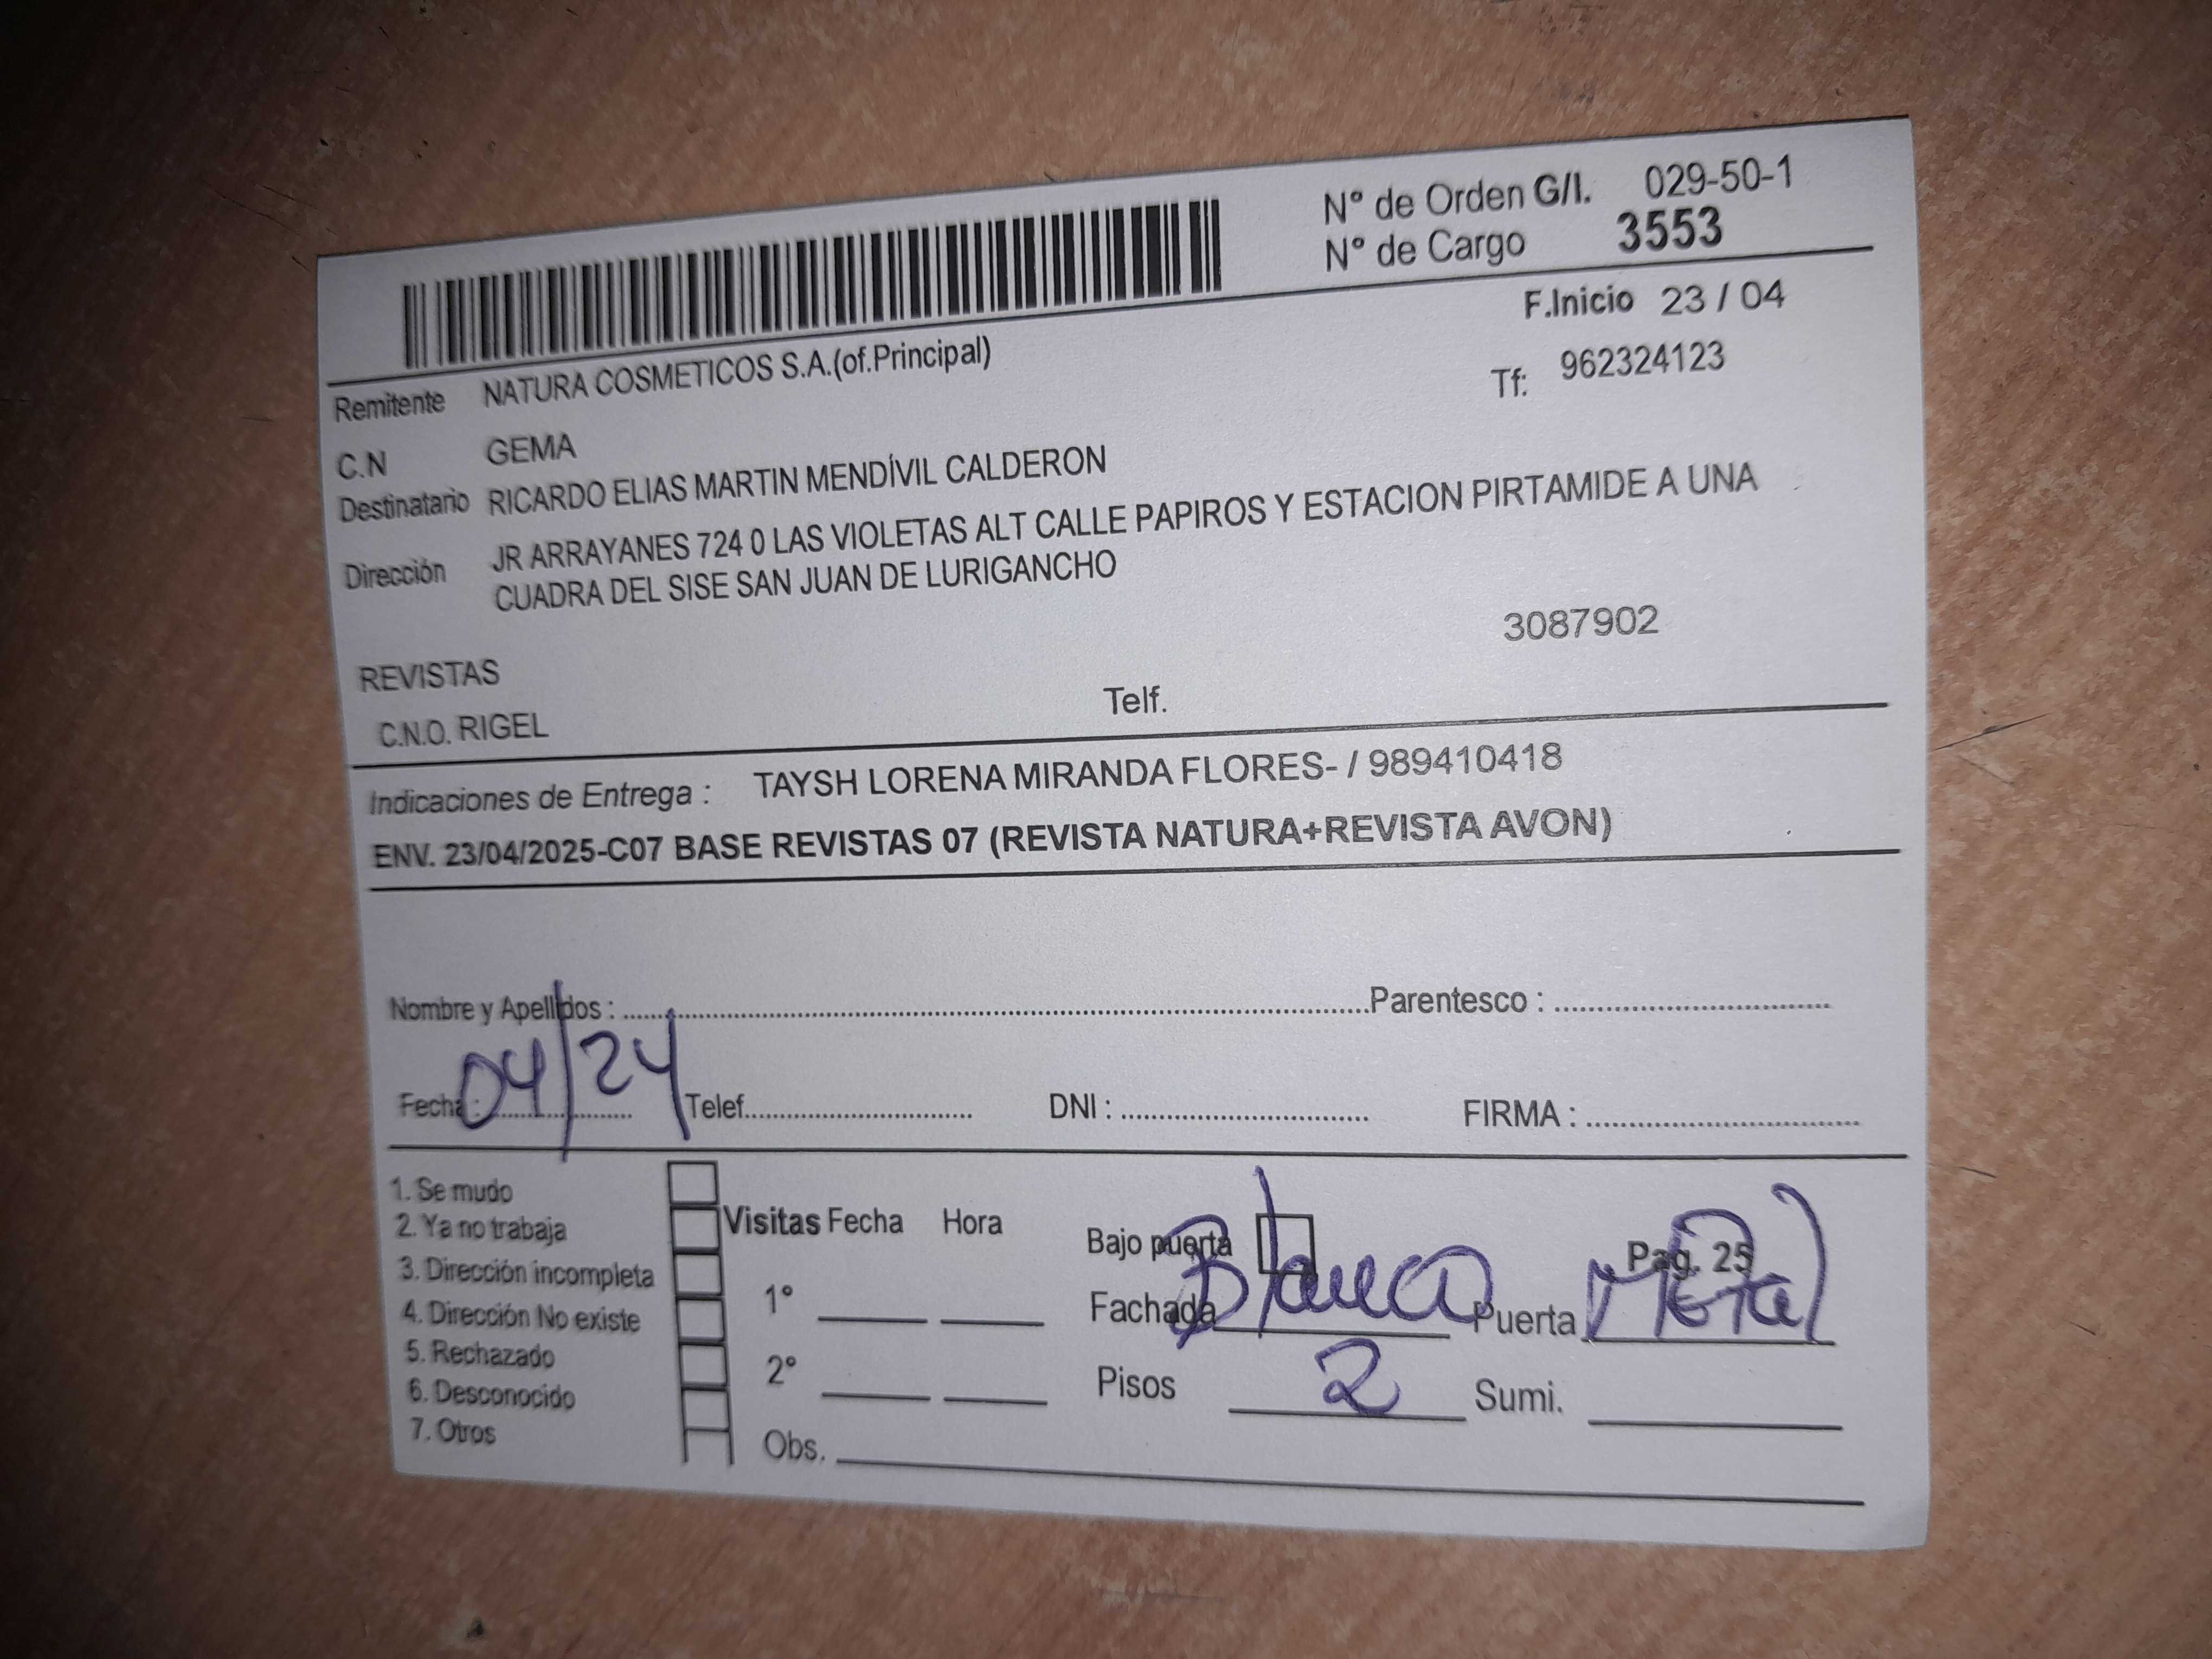 N° de Orden G/I. 029-50-1
N° de Cargo 3553
F.Inicio 23 / 04
Remitente NATURA COSMETICOS S.A.(of.Principal)
Tf: 962324123
C.N GEMA
Destinatario RICARDO ELIAS MARTIN MENDÍVIL CALDERON
Dirección JR ARRAYANES 724 0 LAS VIOLETAS ALT CALLE PAPIROS Y ESTACION PIRTAMIDE A UNA
CUADRA DEL SISE SAN JUAN DE LURIGANCHO
3087902
REVISTAS
C.N.O. RIGEL Telf.
Indicaciones de Entrega : TAYSH LORENA MIRANDA FLORES- / 989410418
ENV. 23/04/2025-C07 BASE REVISTAS 07 (REVISTA NATURA+REVISTA AVON)
Nombre y Apellidos : Parentesco :
Fecha : 04/24 Telef. DNI : FIRMA :
1. Se mudo
2. Ya no trabaja
3. Dirección incompleta
4. Dirección No existe
5. Rechazado
6. Desconocido
7. Otros
Visitas Fecha Hora
1°
2°
Obs.
Bajo puerta Pag. 25
Fachada Blanca Puerta Metal
Pisos 2 Sumi.